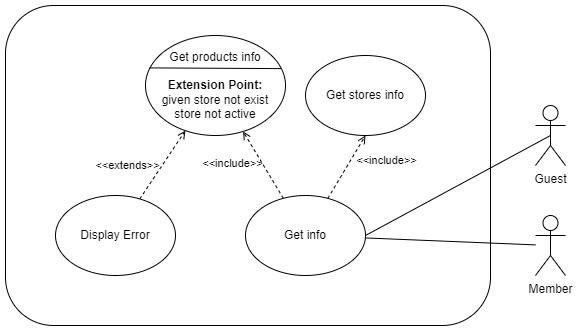 Get products info
Extension Point:
given store not exist
store not active
Get stores info
<<extends>>
<<include>>
<<include>>
Guest
Display Error
Get info
Member